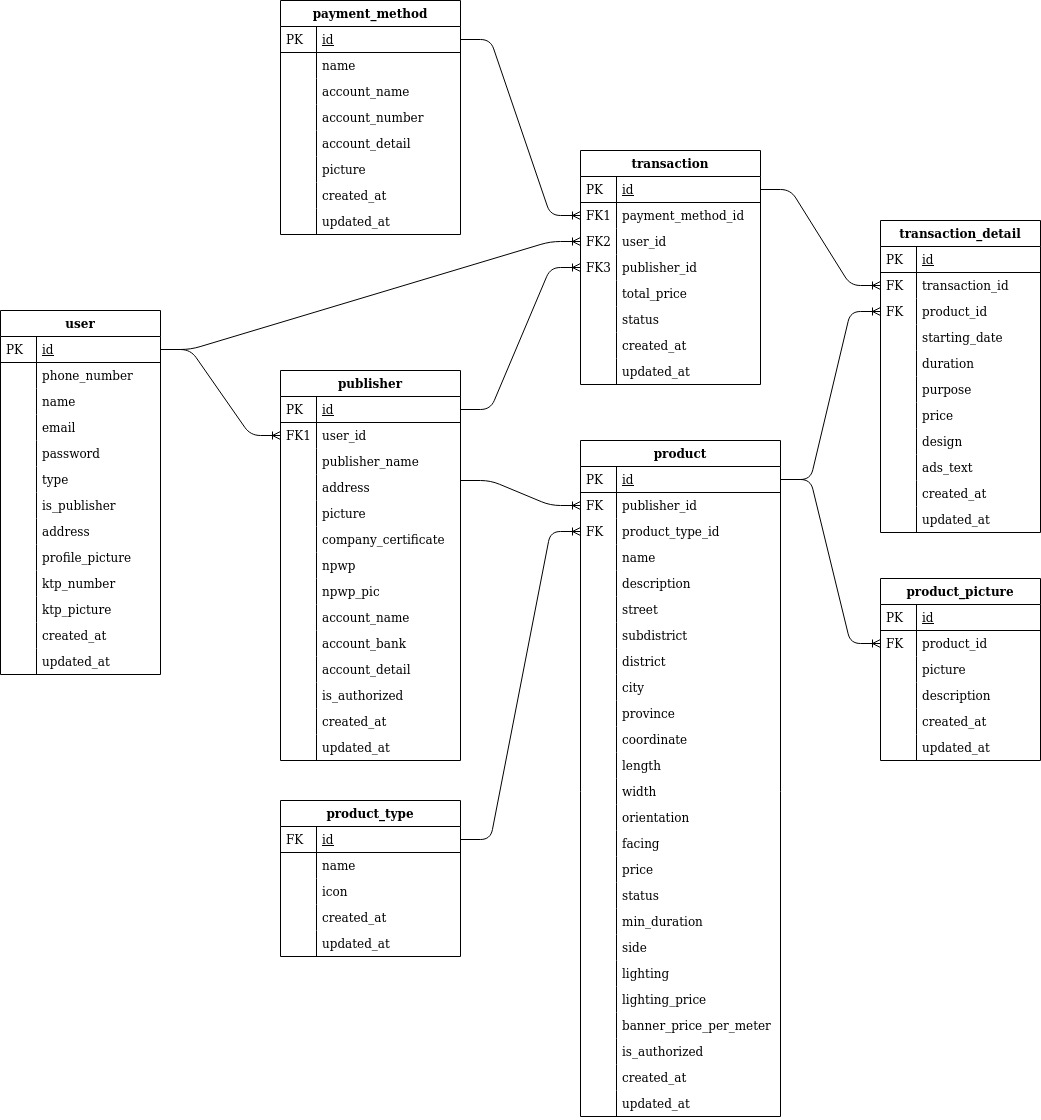 payment_method
PK id
name
account_name
account_number
account_detail
picture
created_at
updated_at
transaction
PK id
FK1 payment_method_id
FK2 user_id
FK3 publisher_id
total_price
status
created_at
updated_at
transaction_detail
PK id
FK transaction_id
FK product_id
starting_date
duration
purpose
price
design
ads_text
created_at
updated_at
user
PK id
phone_number
name
email
password
type
is_publisher
address
profile_picture
ktp_number
ktp_picture
created_at
updated_at
publisher
PK id
FK1 user_id
publisher_name
address
picture
company_certificate
npwp
npwp_pic
account_name
account_bank
account_detail
is_authorized
created_at
updated_at
product
PK id
FK publisher_id
FK product_type_id
name
description
street
subdistrict
district
city
province
coordinate
length
width
orientation
facing
price
status
min_duration
side
lighting
lighting_price
banner_price_per_meter
is_authorized
created_at
updated_at
product_picture
PK id
FK product_id
picture
description
created_at
updated_at
product_type
FK id
name
icon
created_at
updated_at